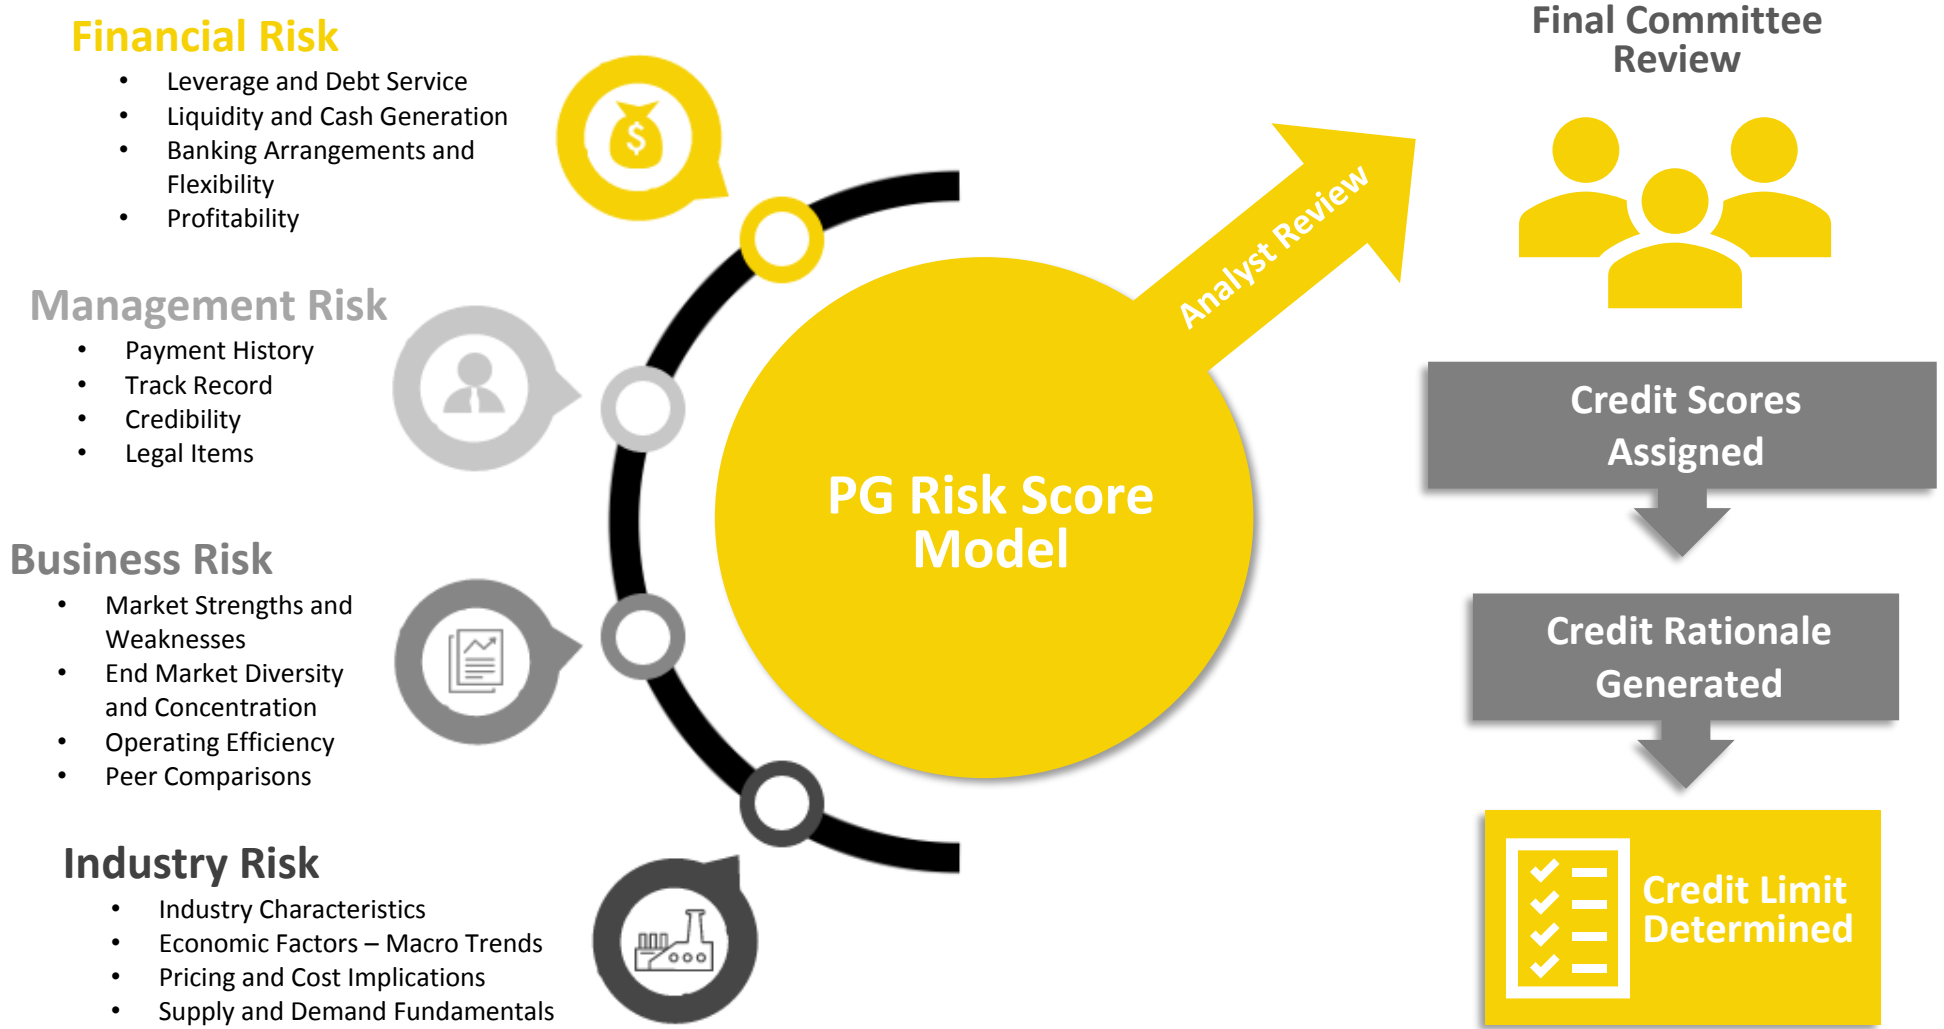 Financial Risk
• Leverage and Debt Service
• Liquidity and Cash Generation
• Banking Arrangements and
Flexibility
• Profitability
Management Risk
• Payment History
• Track Record
• Credibility
• Legal Items
Business Risk
• Market Strengths and
Weaknesses
• End Market Diversity
and Concentration
• Operating Efficiency
• Peer Comparisons
Industry Risk
• Industry Characteristics
• Economic Factors – Macro Trends
• Pricing and Cost Implications
• Supply and Demand Fundamentals
$
PG Risk Score
Model
Analyst Review
Final Committee
Review
Credit Scores
Assigned
Credit Rationale
Generated
Credit Limit
Determined